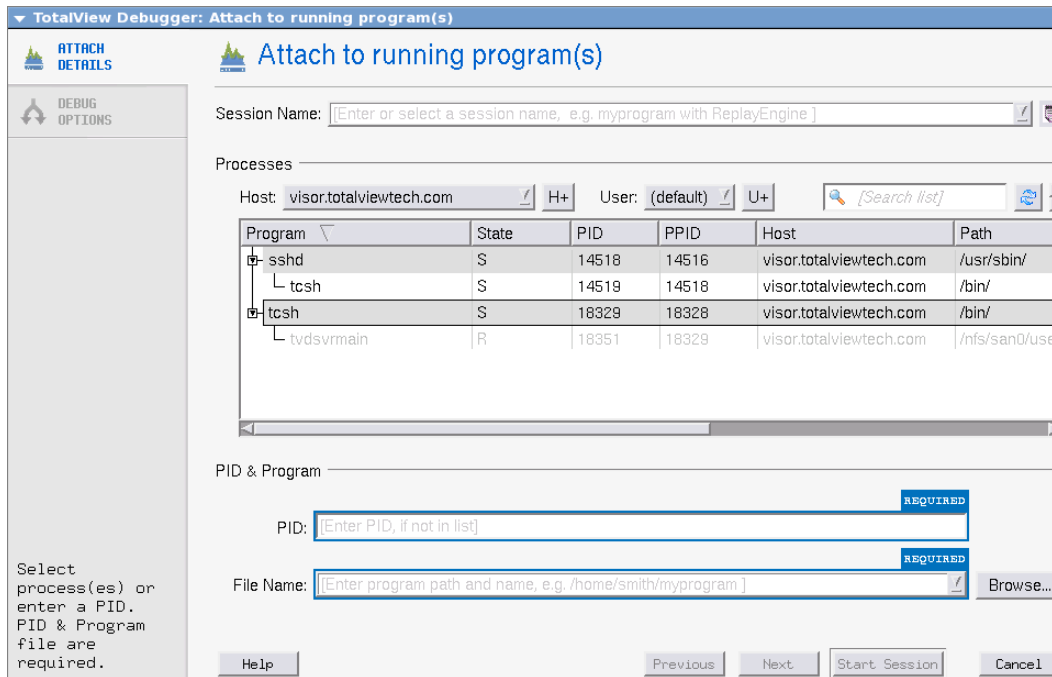 TotalView Debugger: Attach to running program(s)
ATTACH
DETAILS
DEBUG
OPTIONS
Attach to running program(s)
Session Name: [Enter or select a session name, e.g. myprogram with ReplayEngine ]
Processes
Host: visor.totalviewtech.com H+ User: (default) U+ [Search list]
Program State PID PPID Host Path
sshd S 14518 14516 visor.totalviewtech.com /usr/sbin/
tcsh S 14519 14518 visor.totalviewtech.com /bin/
tcsh S 18329 18328 visor.totalviewtech.com /bin/
tvdsvrmain R 18351 18329 visor.totalviewtech.com /nfs/san0/use
PID & Program
REQUIRED
PID: [Enter PID, if not in list]
REQUIRED
File Name: [Enter program path and name, e.g. /home/smith/myprogram ] Browse...
Select
process(es) or
enter a PID.
PID & Program
file are
required.
Help Previous Next Start Session Cancel